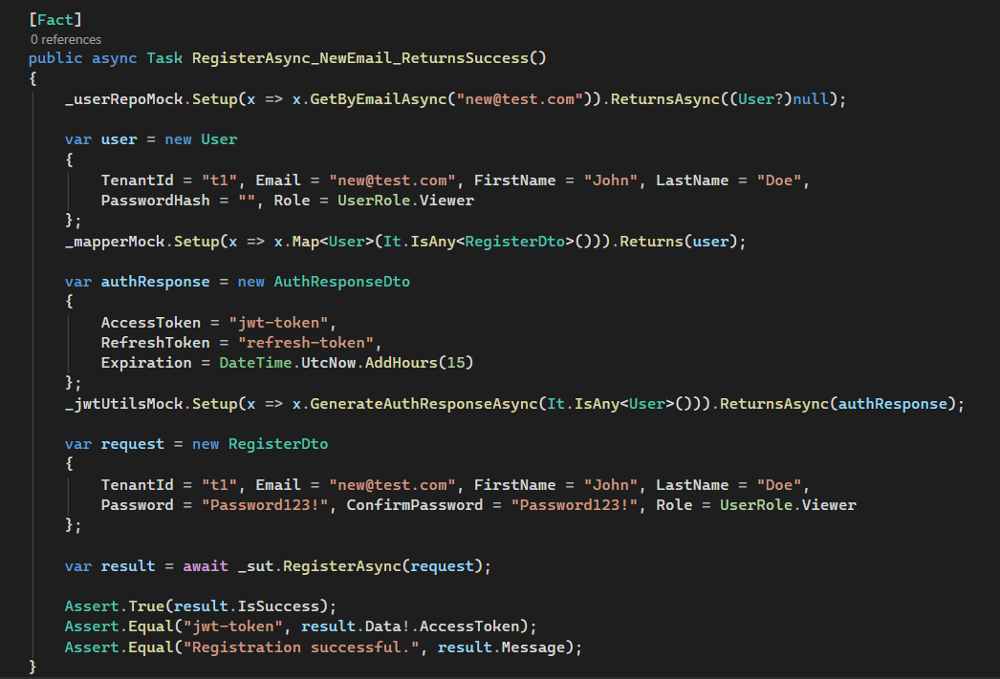 [Fact]
0 references
public async Task RegisterAsync_NewEmail_ReturnsSuccess()
{
    _userRepoMock.Setup(x => x.GetByEmailAsync("new@test.com")).ReturnsAsync((User?)null);

    var user = new User
    {
        TenantId = "t1", Email = "new@test.com", FirstName = "John", LastName = "Doe",
        PasswordHash = "", Role = UserRole.Viewer
    };
    _mapperMock.Setup(x => x.Map<User>(It.IsAny<RegisterDto>())).Returns(user);

    var authResponse = new AuthResponseDto
    {
        AccessToken = "jwt-token",
        RefreshToken = "refresh-token",
        Expiration = DateTime.UtcNow.AddHours(15)
    };
    _jwtUtilsMock.Setup(x => x.GenerateAuthResponseAsync(It.IsAny<User>())).ReturnsAsync(authResponse);

    var request = new RegisterDto
    {
        TenantId = "t1", Email = "new@test.com", FirstName = "John", LastName = "Doe",
        Password = "Password123!", ConfirmPassword = "Password123!", Role = UserRole.Viewer
    };

    var result = await _sut.RegisterAsync(request);

    Assert.True(result.IsSuccess);
    Assert.Equal("jwt-token", result.Data!.AccessToken);
    Assert.Equal("Registration successful.", result.Message);
}